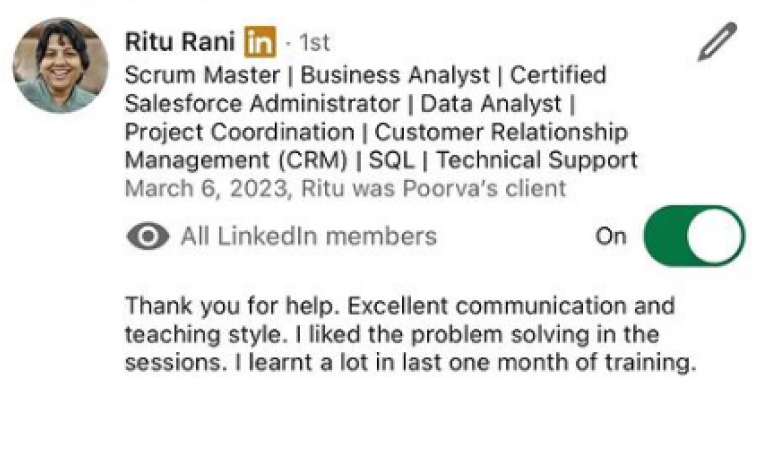 Ritu Rani in · 1st
Scrum Master | Business Analyst | Certified
Salesforce Administrator | Data Analyst |
Project Coordination | Customer Relationship
Management (CRM) | SQL | Technical Support
March 6, 2023, Ritu was Poorva's client
All LinkedIn members On
Thank you for help. Excellent communication and
teaching style. I liked the problem solving in the
sessions. I learnt a lot in last one month of training.